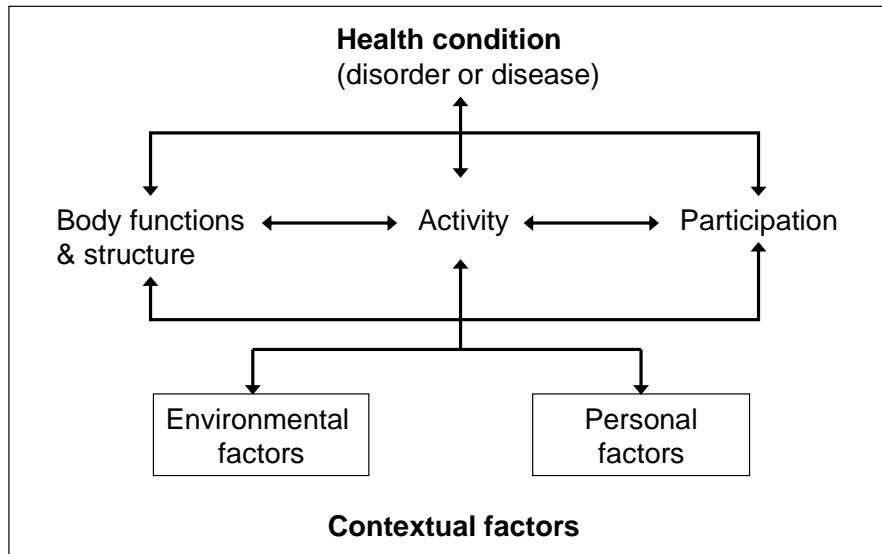 Health condition
(disorder or disease)
Body functions
& structure
Activity
Participation
Environmental
factors
Personal
factors
Contextual factors